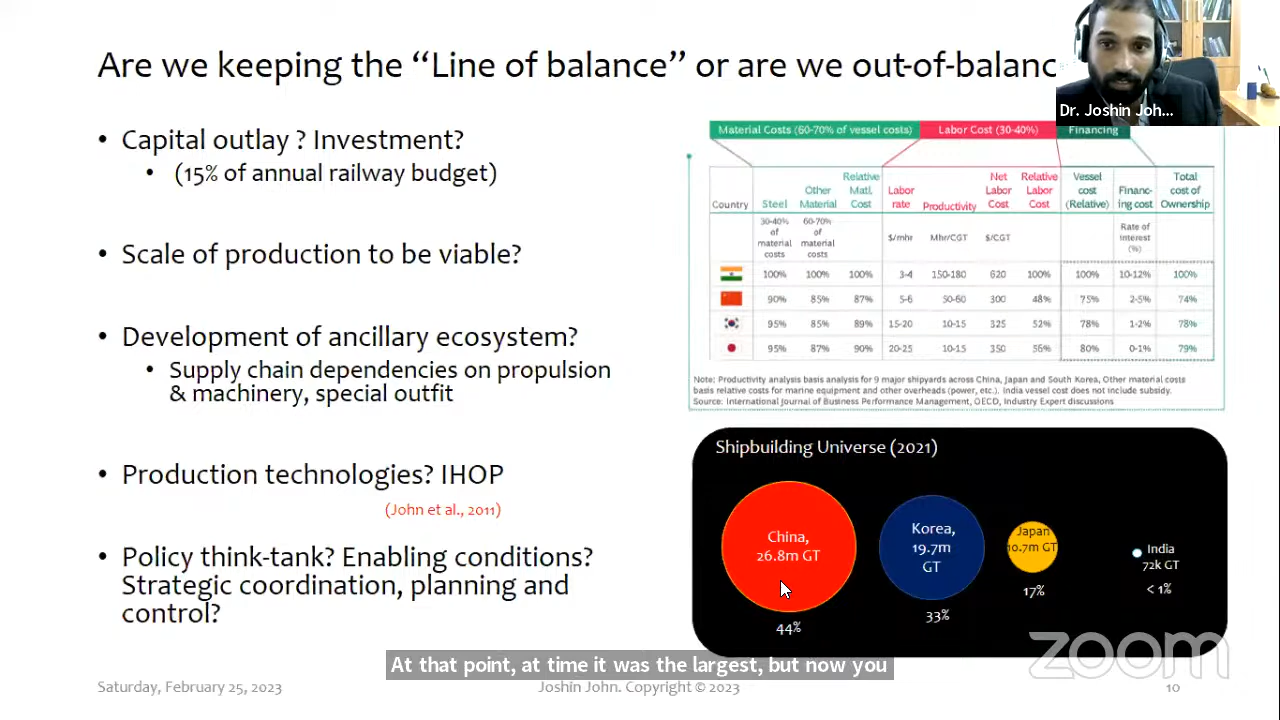 Are we keeping the “Line of balance” or are we out-of-balanc
Dr. Joshin Joh...
• Capital outlay ? Investment?
• (15% of annual railway budget)
• Scale of production to be viable?
• Development of ancillary ecosystem?
• Supply chain dependencies on propulsion
& machinery, special outfit
• Production technologies? IHOP
(John et al., 2011)
• Policy think-tank? Enabling conditions?
Strategic coordination, planning and
control?
Material Costs (60-70% of vessel costs) Labor Cost (30-40%) Financing
Country Steel Other Material Relative Matl. Cost Labor rate Productivity Net Labor Cost Relative Labor Cost Vessel cost (Relative) Financ-ing cost Total cost of Ownership
30-40% of material costs 60-70% of material costs $/mhr Mhr/CGT $/CGT Rate of interest (%)
100% 100% 100% 3-4 150-180 620 100% 100% 10-12% 100%
90% 85% 87% 5-6 50-60 300 48% 75% 2-5% 74%
95% 85% 89% 15-20 10-15 325 52% 78% 1-2% 78%
95% 87% 90% 20-25 10-15 350 56% 80% 0-1% 79%
Note: Productivity analysis basis analysis for 9 major shipyards across China, Japan and South Korea, Other material costs
basis relative costs for marine equipment and other overheads (power, etc.). India vessel cost does not include subsidy.
Source: International Journal of Business Performance Management, OECD, Industry Expert discussions
Shipbuilding Universe (2021)
China,
26.8m GT
44%
Korea,
19.7m
GT
33%
Japan
10.7m GT
17%
India
72k GT
< 1%
zoom
At that point, at time it was the largest, but now you
Saturday, February 25, 2023 Joshin John. Copyright © 2023 10